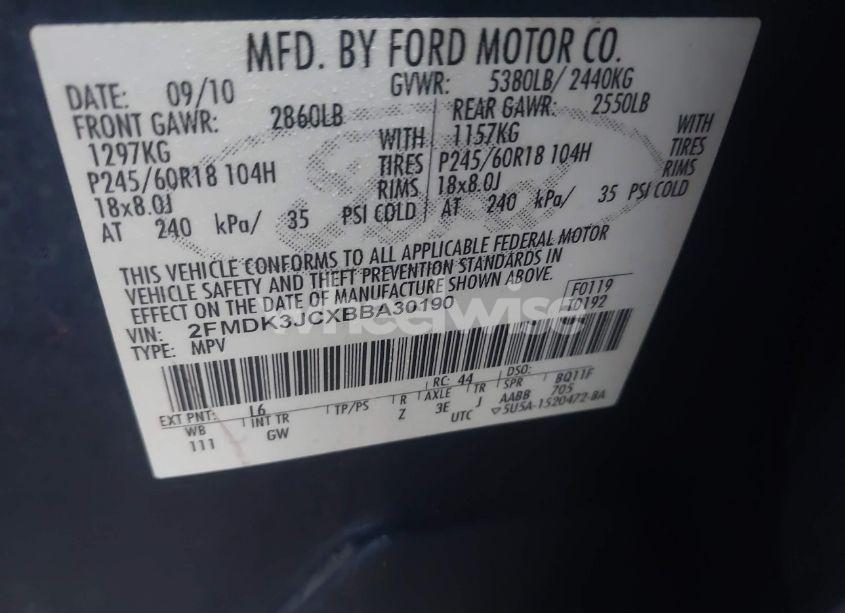 MFD. BY FORD MOTOR CO.
DATE: 09/10 GVWR: 5380LB/ 2440KG
FRONT GAWR: 2860LB REAR GAWR: 2550LB
1297KG WITH 1157KG WITH
P245/60R18 104H TIRES P245/60R18 104H TIRES
18x8.0J RIMS 18x8.0J RIMS
AT 240 kPa/ 35 PSI COLD AT 240 kPa/ 35 PSI COLD
THIS VEHICLE CONFORMS TO ALL APPLICABLE FEDERAL MOTOR
VEHICLE SAFETY AND THEFT PREVENTION STANDARDS IN
EFFECT ON THE DATE OF MANUFACTURE SHOWN ABOVE.
F0119
VIN: 2FMDK3JCXBBA30190 T0192
TYPE: MPV
wheelwise
EXT PNT: L6 RC: 44 DSO: BQ11F
WB INT TR TP/PS R AXLE TR SPR AABB 705
111 GW Z 3E J
UTC ▽5U5A-1520472-BA